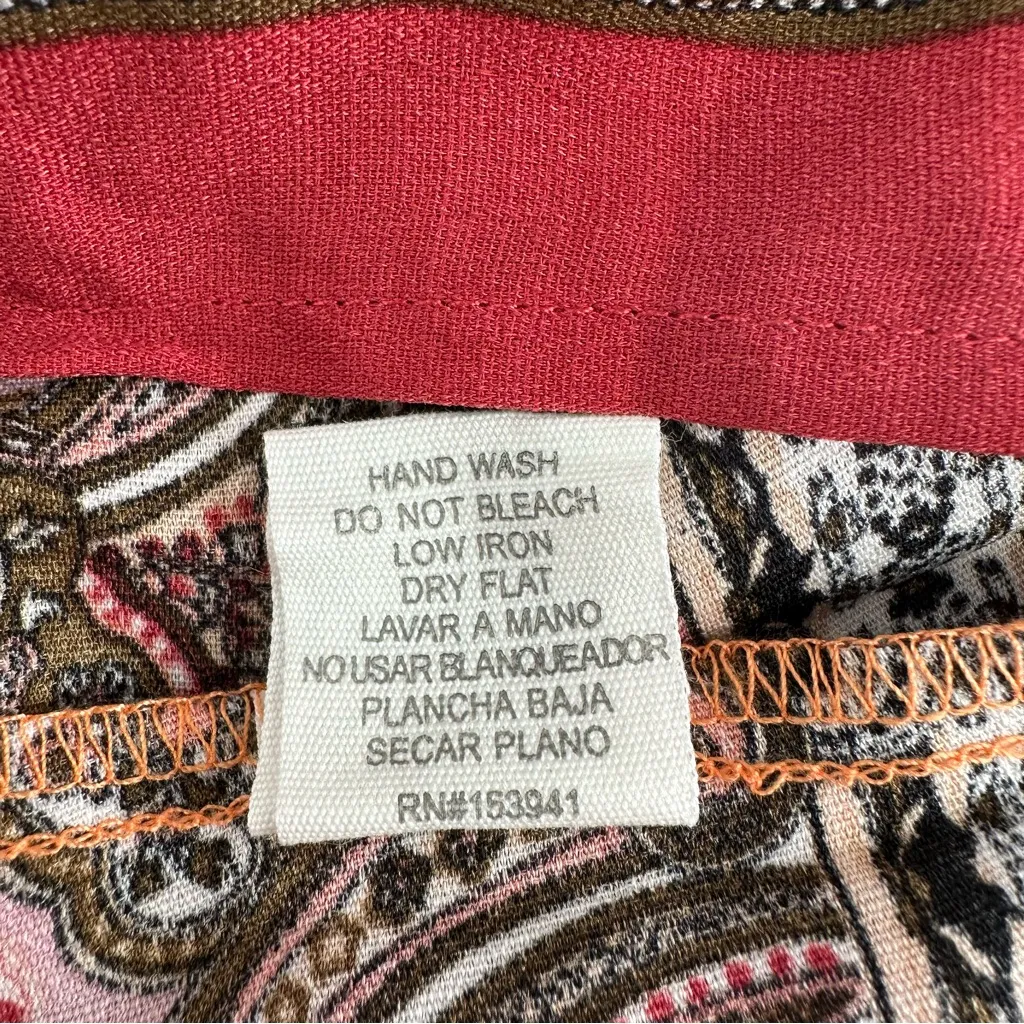 HAND WASH
DO NOT BLEACH
LOW IRON
DRY FLAT
LAVAR A MANO
NO USAR BLANQUEADOR
PLANCHA BAJA
SECAR PLANO
RN#153941